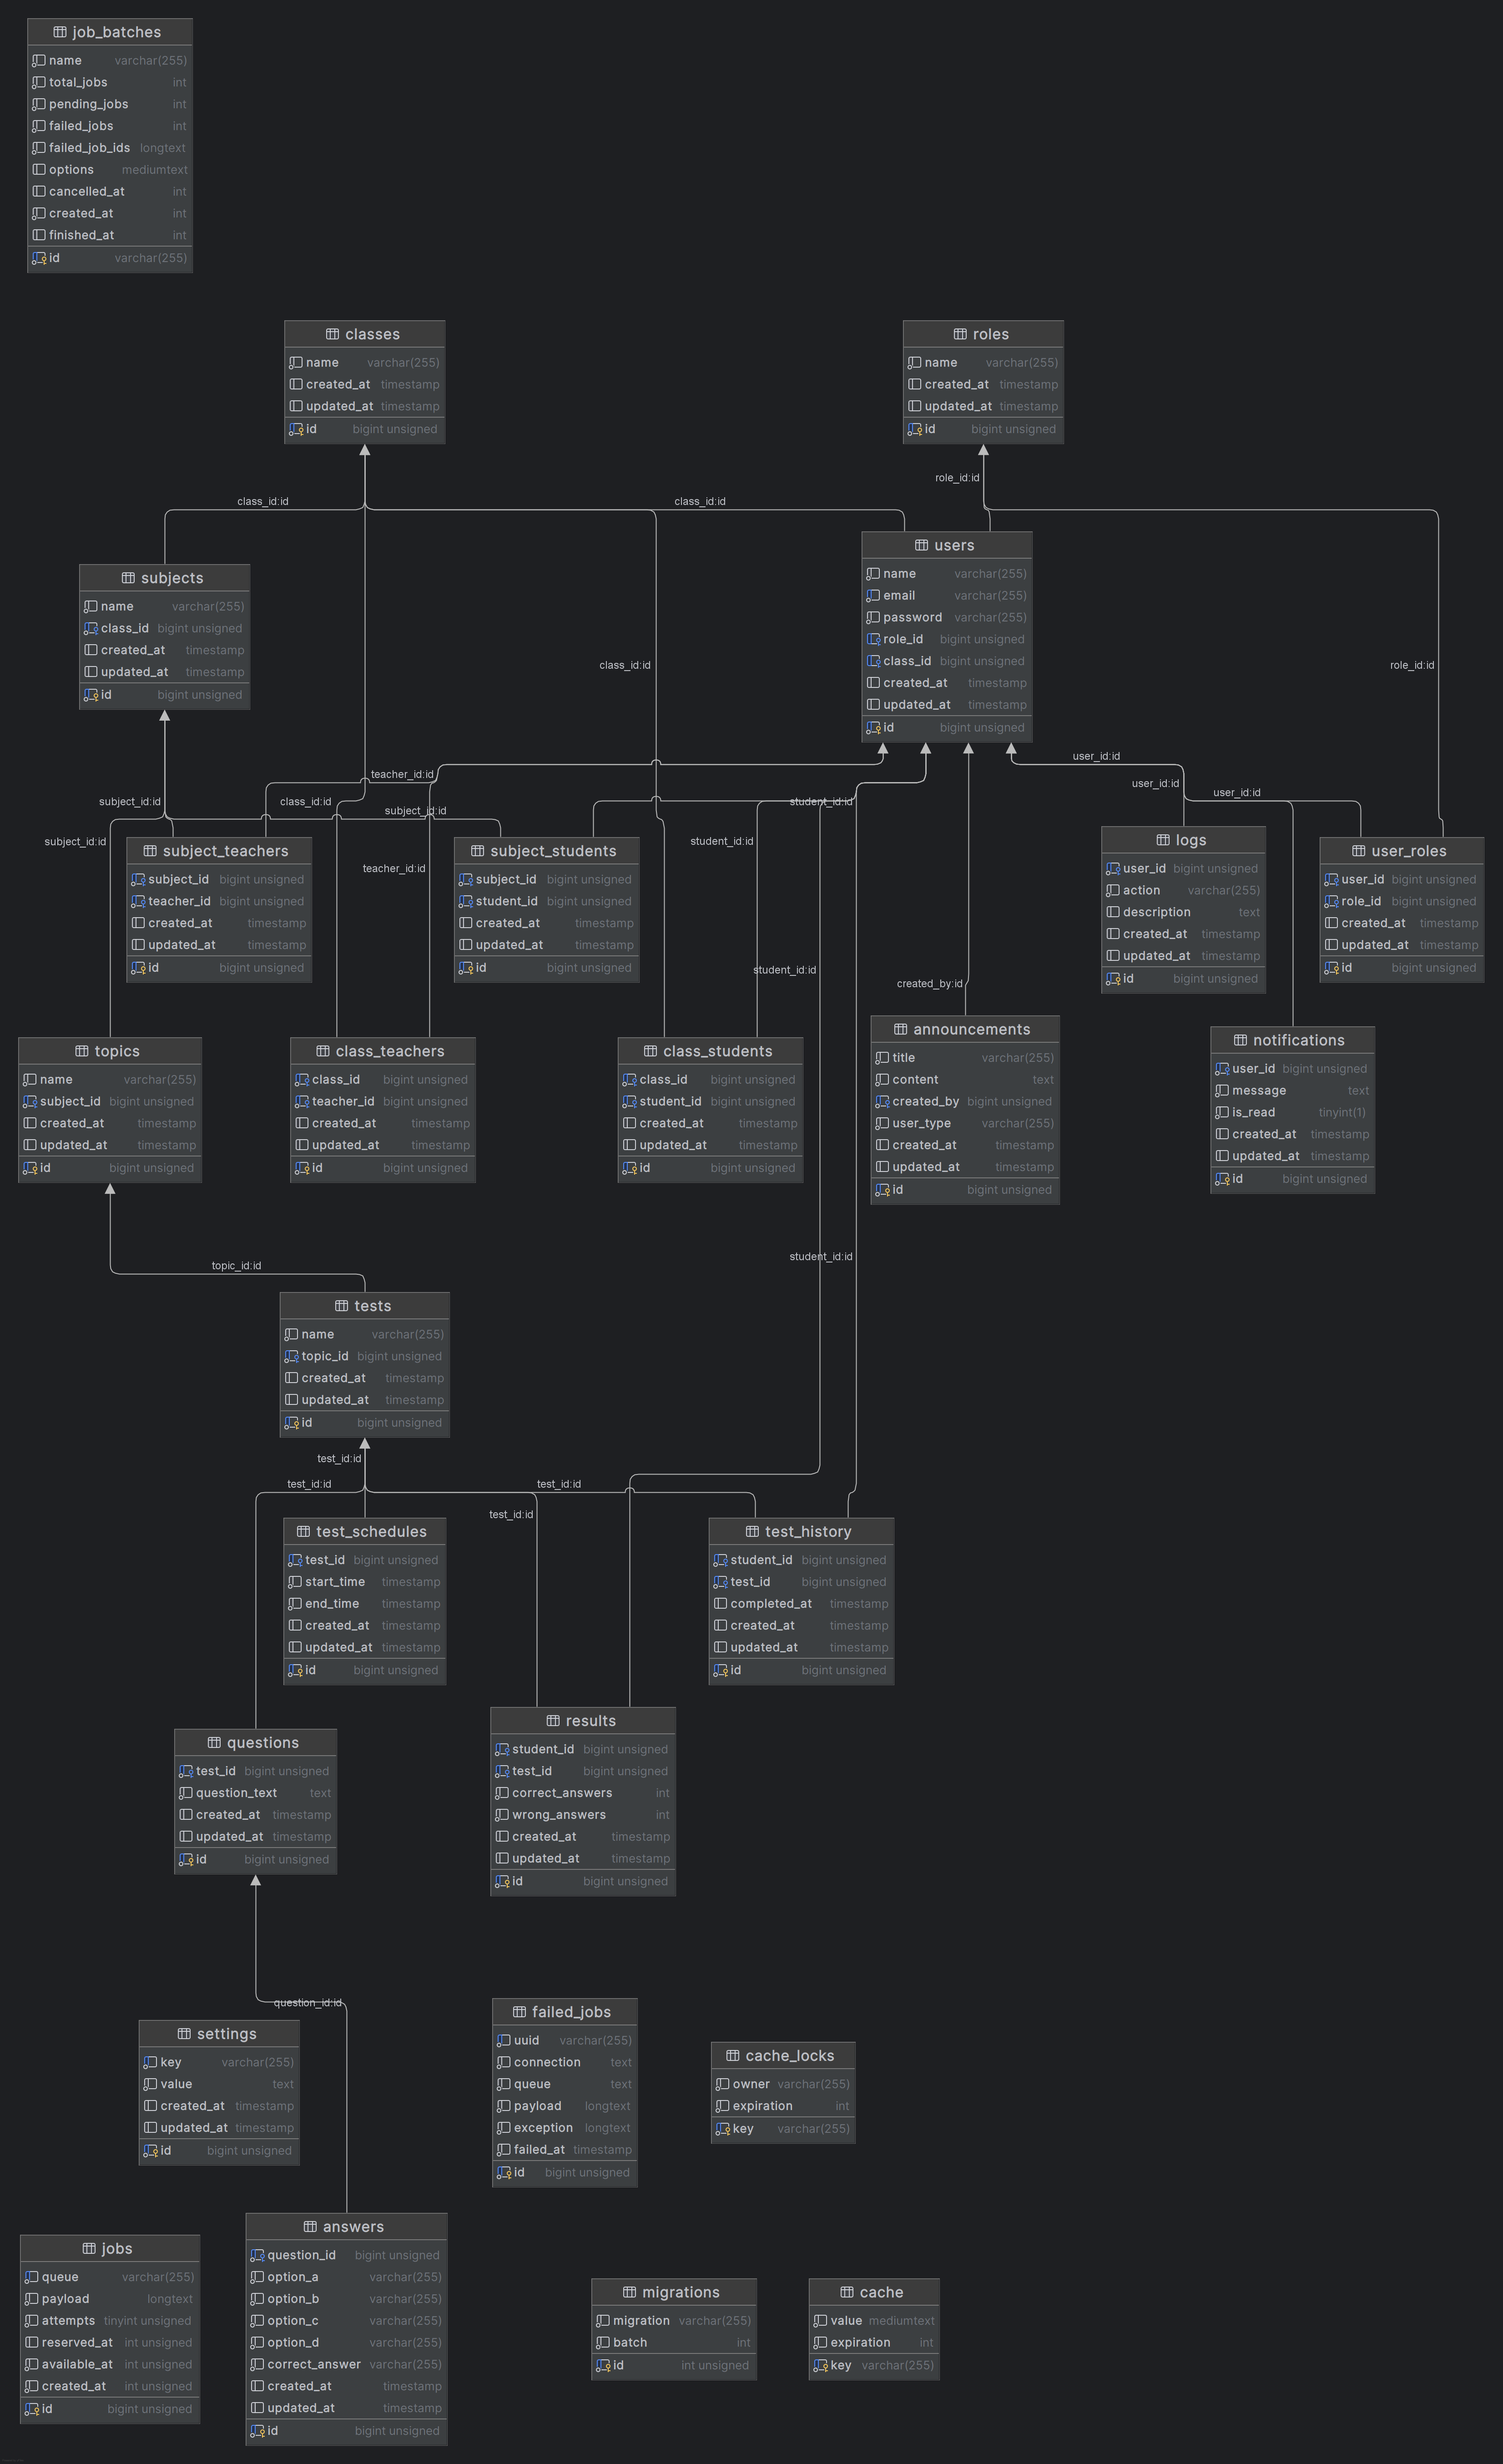 job_batches
name varchar(255)
total_jobs int
pending_jobs int
failed_jobs int
failed_job_ids longtext
options mediumtext
cancelled_at int
created_at int
finished_at int
id varchar(255)
classes
name varchar(255)
created_at timestamp
updated_at timestamp
id bigint unsigned
roles
name varchar(255)
created_at timestamp
updated_at timestamp
id bigint unsigned
role_id:id
class_id:id
class_id:id
users
name varchar(255)
email varchar(255)
password varchar(255)
role_id bigint unsigned
class_id bigint unsigned
created_at timestamp
updated_at timestamp
id bigint unsigned
subjects
name varchar(255)
class_id bigint unsigned
created_at timestamp
updated_at timestamp
id bigint unsigned
class_id:id
role_id:id
user_id:id
teacher_id:id
user_id:id
user_id:id
subject_id:id
class_id:id
student_id:id
subject_id:id
subject_id:id
student_id:id
teacher_id:id
subject_teachers
subject_id bigint unsigned
teacher_id bigint unsigned
created_at timestamp
updated_at timestamp
id bigint unsigned
subject_students
subject_id bigint unsigned
student_id bigint unsigned
created_at timestamp
updated_at timestamp
id bigint unsigned
logs
user_id bigint unsigned
action varchar(255)
description text
created_at timestamp
updated_at timestamp
id bigint unsigned
user_roles
user_id bigint unsigned
role_id bigint unsigned
created_at timestamp
updated_at timestamp
id bigint unsigned
student_id:id
created_by:id
topics
name varchar(255)
subject_id bigint unsigned
created_at timestamp
updated_at timestamp
id bigint unsigned
class_teachers
class_id bigint unsigned
teacher_id bigint unsigned
created_at timestamp
updated_at timestamp
id bigint unsigned
class_students
class_id bigint unsigned
student_id bigint unsigned
created_at timestamp
updated_at timestamp
id bigint unsigned
announcements
title varchar(255)
content text
created_by bigint unsigned
user_type varchar(255)
created_at timestamp
updated_at timestamp
id bigint unsigned
notifications
user_id bigint unsigned
message text
is_read tinyint(1)
created_at timestamp
updated_at timestamp
id bigint unsigned
student_id:id
topic_id:id
tests
name varchar(255)
topic_id bigint unsigned
created_at timestamp
updated_at timestamp
id bigint unsigned
test_id:id
test_id:id
test_id:id
test_id:id
test_schedules
test_id bigint unsigned
start_time timestamp
end_time timestamp
created_at timestamp
updated_at timestamp
id bigint unsigned
test_history
student_id bigint unsigned
test_id bigint unsigned
completed_at timestamp
created_at timestamp
updated_at timestamp
id bigint unsigned
questions
test_id bigint unsigned
question_text text
created_at timestamp
updated_at timestamp
id bigint unsigned
results
student_id bigint unsigned
test_id bigint unsigned
correct_answers int
wrong_answers int
created_at timestamp
updated_at timestamp
id bigint unsigned
question_id:id
settings
key varchar(255)
value text
created_at timestamp
updated_at timestamp
id bigint unsigned
failed_jobs
uuid varchar(255)
connection text
queue text
payload longtext
exception longtext
failed_at timestamp
id bigint unsigned
cache_locks
owner varchar(255)
expiration int
key varchar(255)
jobs
queue varchar(255)
payload longtext
attempts tinyint unsigned
reserved_at int unsigned
available_at int unsigned
created_at int unsigned
id bigint unsigned
answers
question_id bigint unsigned
option_a varchar(255)
option_b varchar(255)
option_c varchar(255)
option_d varchar(255)
correct_answer varchar(255)
created_at timestamp
updated_at timestamp
id bigint unsigned
migrations
migration varchar(255)
batch int
id int unsigned
cache
value mediumtext
expiration int
key varchar(255)